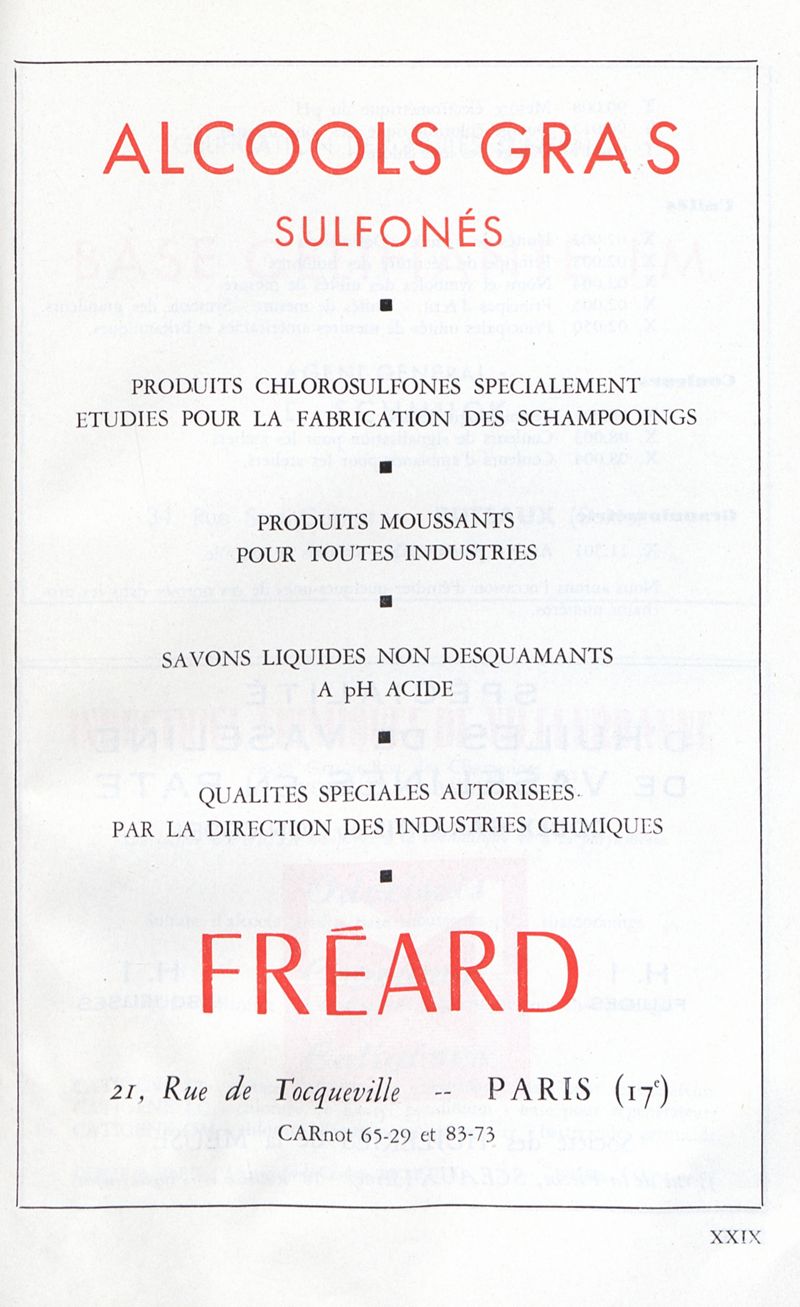 ALCOOLS GRAS
SULFONÉS
PRODUITS CHLOROSULFONES SPECIALEMENT
ETUDIES POUR LA FABRICATION DES SCHAMPOOINGS
PRODUITS MOUSSANTS
POUR TOUTES INDUSTRIES
SAVONS LIQUIDES NON DESQUAMANTS
A pH ACIDE
QUALITES SPECIALES AUTORISEES
PAR LA DIRECTION DES INDUSTRIES CHIMIQUES
FRÉARD
21, Rue de Tocqueville -- PARIS (17e)
CARnot 65-29 et 83-73
XXIX